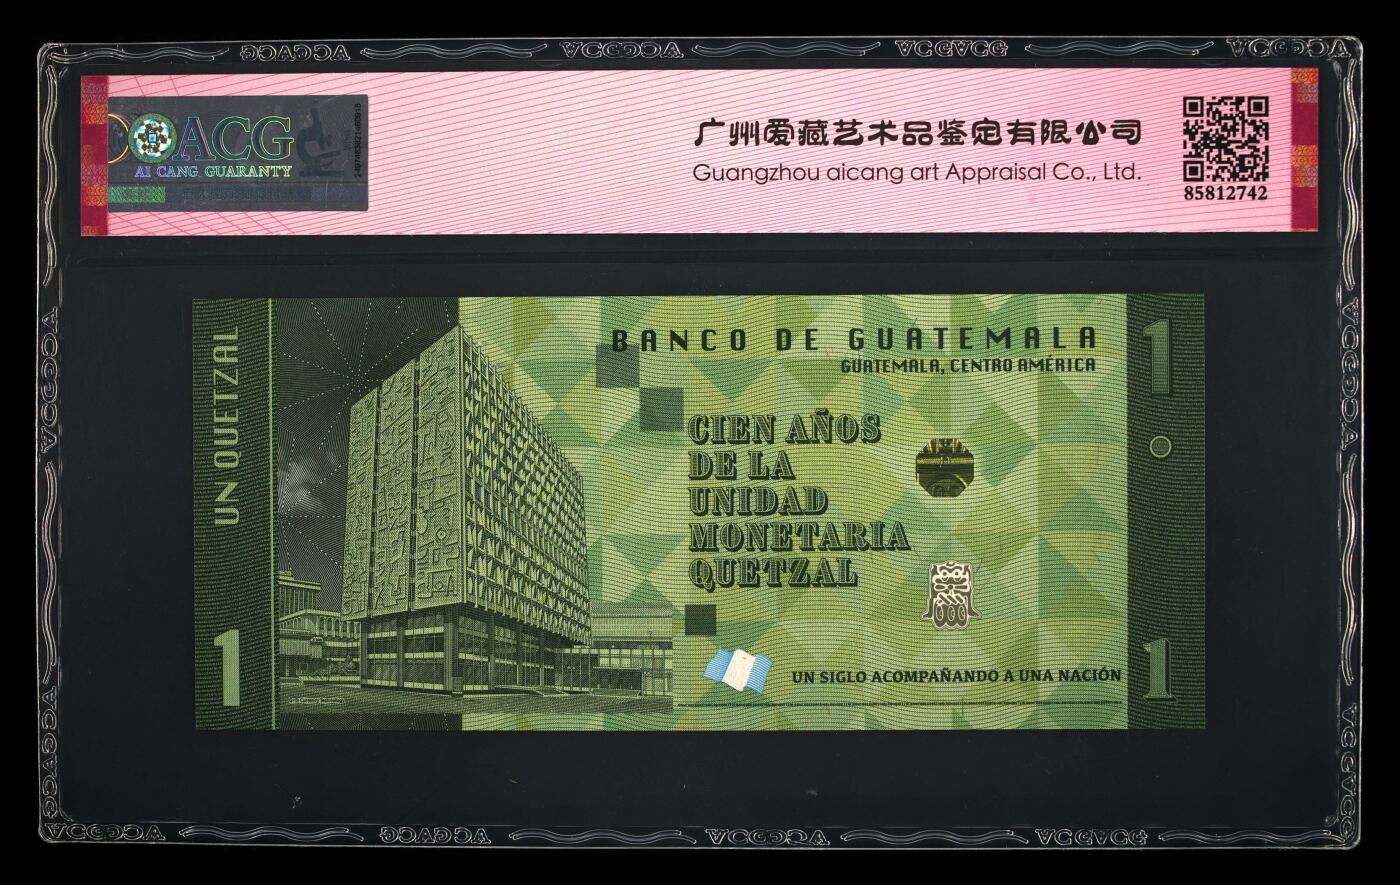 ACG
AI CANG GUARANTY
广州爱藏艺术品鉴定有限公司
Guangzhou aicang art Appraisal Co., Ltd.
85812742
UN QUETZAL
1
BANCO DE GUATEMALA
GUATEMALA, CENTRO AMÉRICA
CIEN AÑOS
DE LA
UNIDAD
MONETARIA
QUETZAL
UN SIGLO ACOMPAÑANDO A UNA NACIÓN
1
1